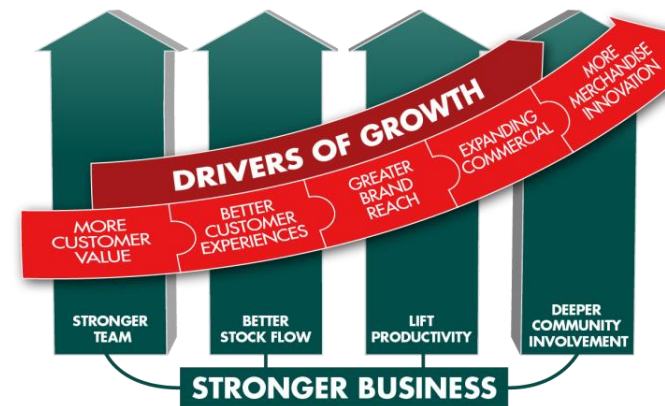 DRIVERS OF GROWTH
MORE
CUSTOMER
VALUE
BETTER
CUSTOMER
EXPERIENCES
GREATER
BRAND
REACH
EXPANDING
COMMERCIAL
MORE
MERCHANDISE
INNOVATION
STRONGER
TEAM
BETTER
STOCK FLOW
LIFT
PRODUCTIVITY
DEEPER
COMMUNITY
INVOLVEMENT
STRONGER BUSINESS